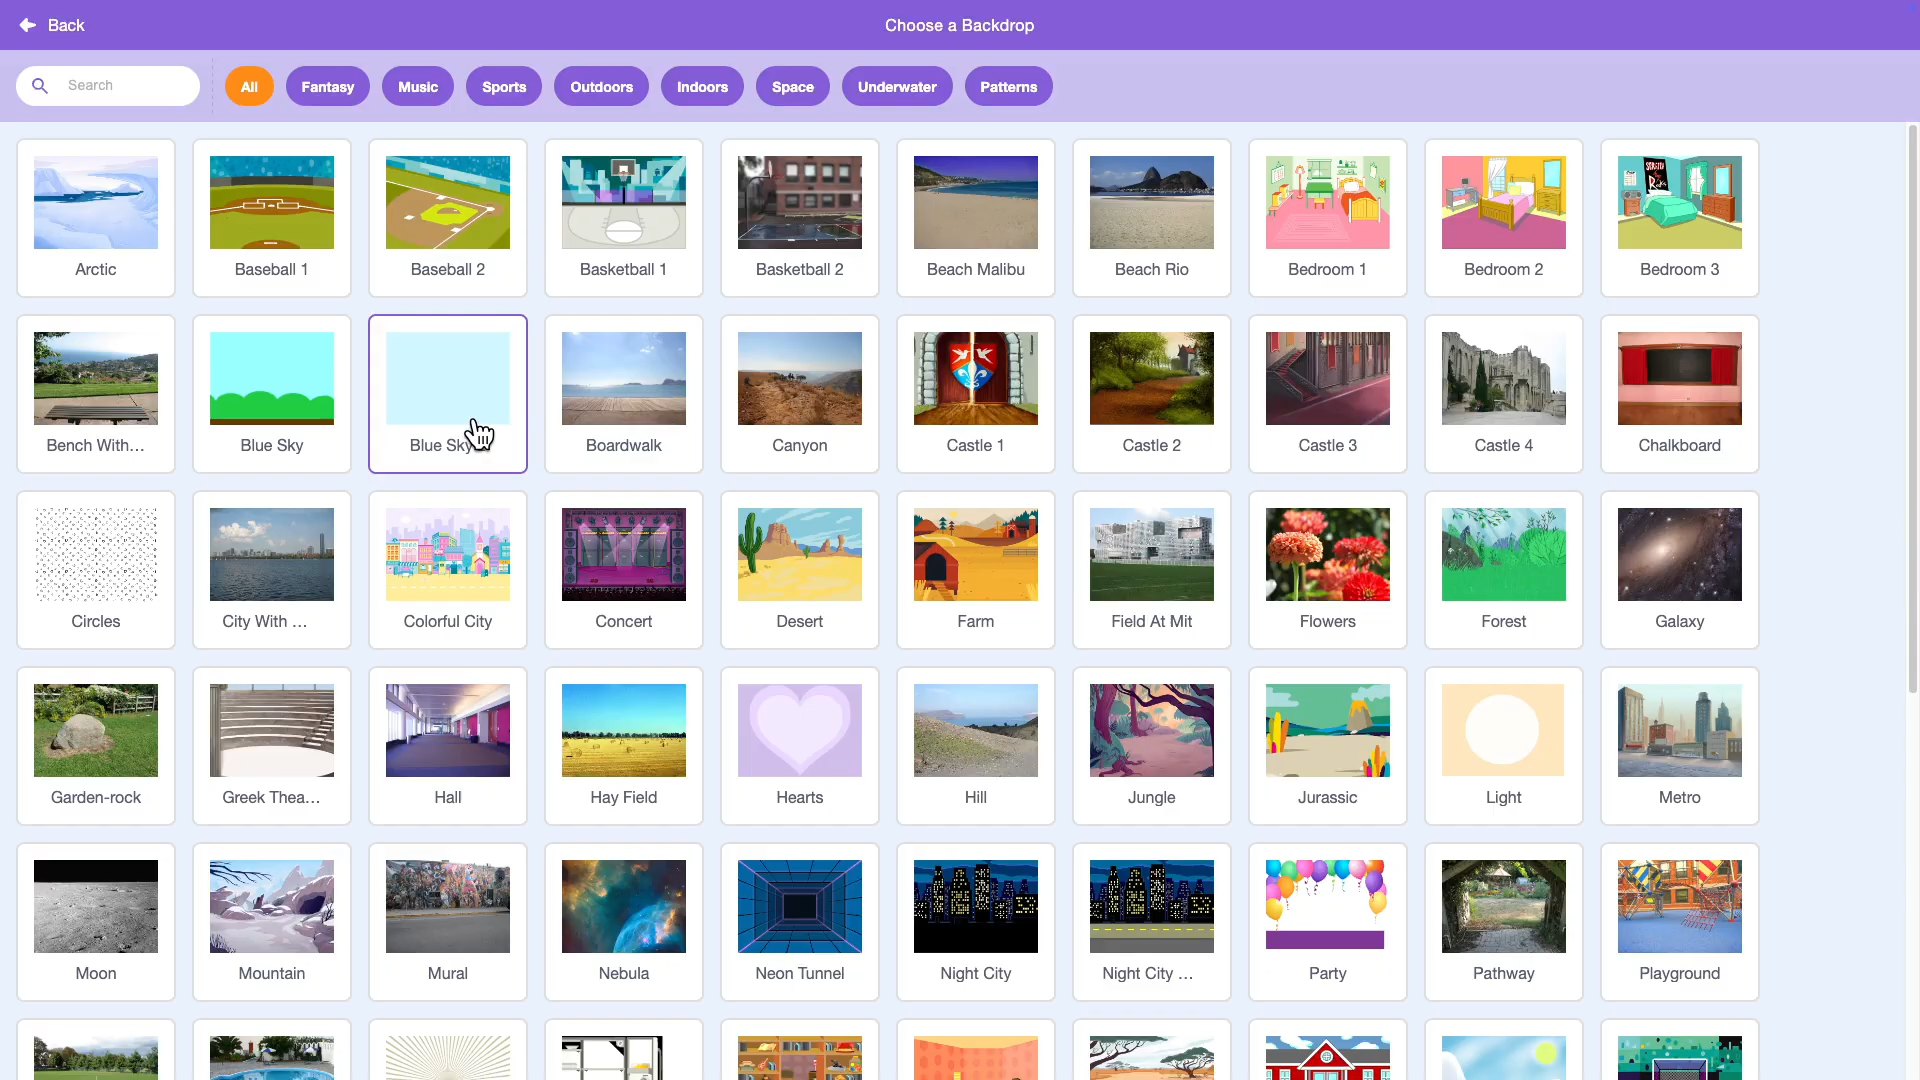 Back
Choose a Backdrop
Search
All
Fantasy
Music
Sports
Outdoors
Indoors
Space
Underwater
Patterns
Arctic
Baseball 1
Baseball 2
Basketball 1
Basketball 2
Beach Malibu
Beach Rio
Bedroom 1
Bedroom 2
Bedroom 3
Bench With...
Blue Sky
Blue Sky
Boardwalk
Canyon
Castle 1
Castle 2
Castle 3
Castle 4
Chalkboard
Circles
City With ...
Colorful City
Concert
Desert
Farm
Field At Mit
Flowers
Forest
Galaxy
Garden-rock
Greek Thea...
Hall
Hay Field
Hearts
Hill
Jungle
Jurassic
Light
Metro
Moon
Mountain
Mural
Nebula
Neon Tunnel
Night City
Night City ...
Party
Pathway
Playground